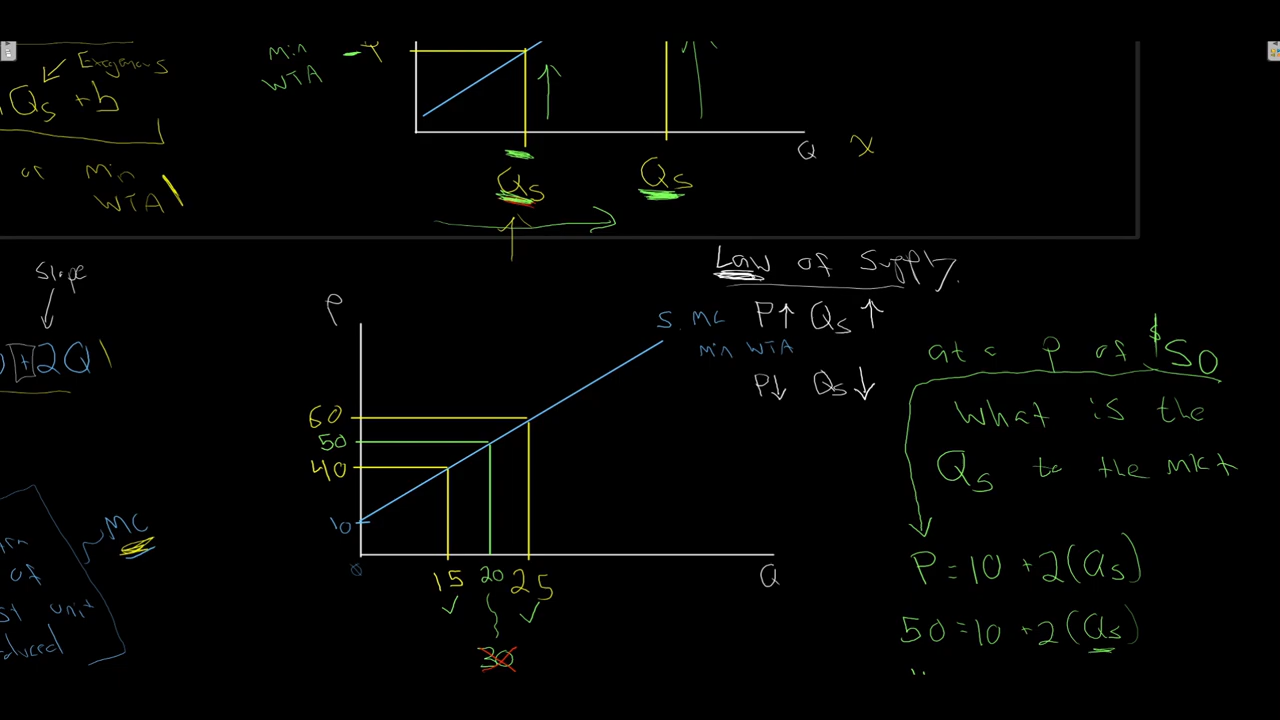 Min
WTA
P
Exogenous
Qs + b
or Min
WTA
Q X
Qs
Qs
Slope
+2Q
MC
of
unit
Law of Supply.
P↑ Qs↑
P↓ Qs↓
P
S. MC
Min WTA
60
50
40
10
0
15 20 25
✓ ✓
30
Q
at a P of $50
What is the
Qs to the mkt
P = 10 + 2(Qs)
50 = 10 + 2(Qs)